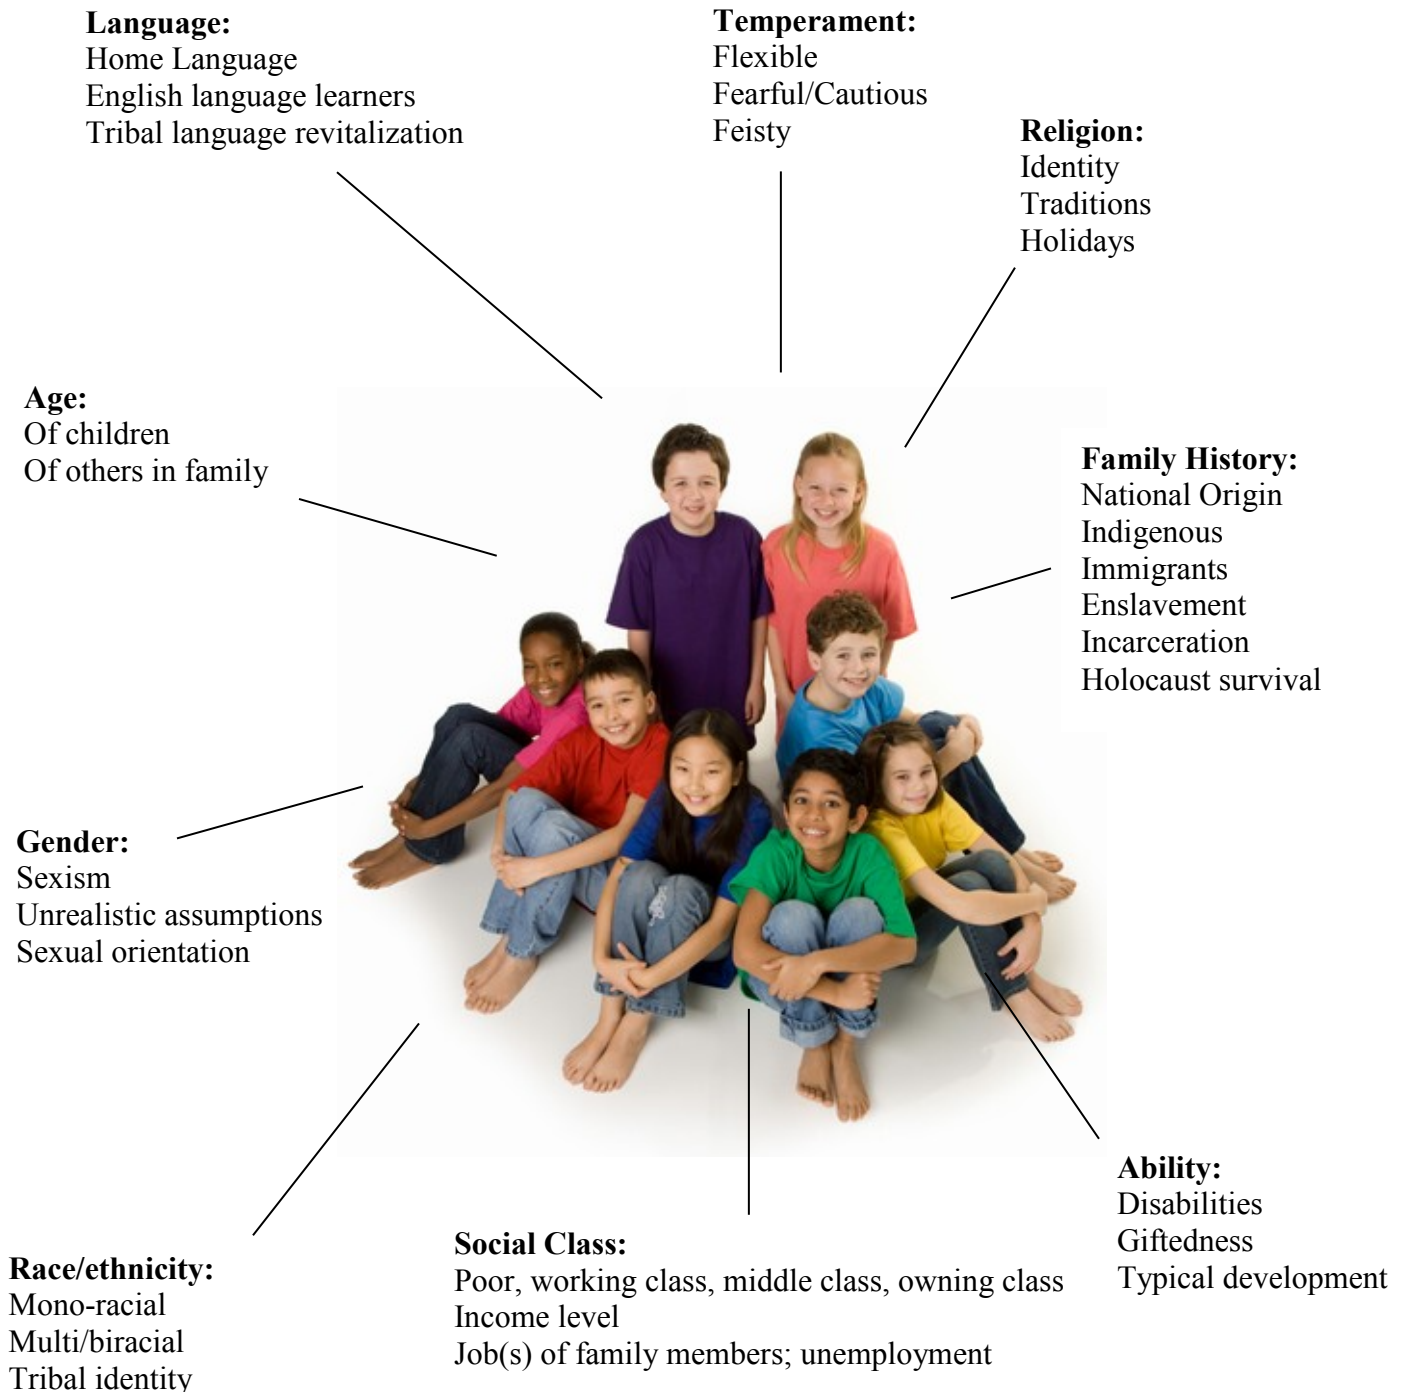 Language:
Home Language
English language learners
Tribal language revitalization
Temperament:
Flexible
Fearful/Cautious
Feisty
Religion:
Identity
Traditions
Holidays
Age:
Of children
Of others in family
Family History:
National Origin
Indigenous
Immigrants
Enslavement
Incarceration
Holocaust survival
Gender:
Sexism
Unrealistic assumptions
Sexual orientation
Ability:
Disabilities
Giftedness
Typical development
Social Class:
Poor, working class, middle class, owning class
Income level
Job(s) of family members; unemployment
Race/ethnicity:
Mono-racial
Multi/biracial
Tribal identity